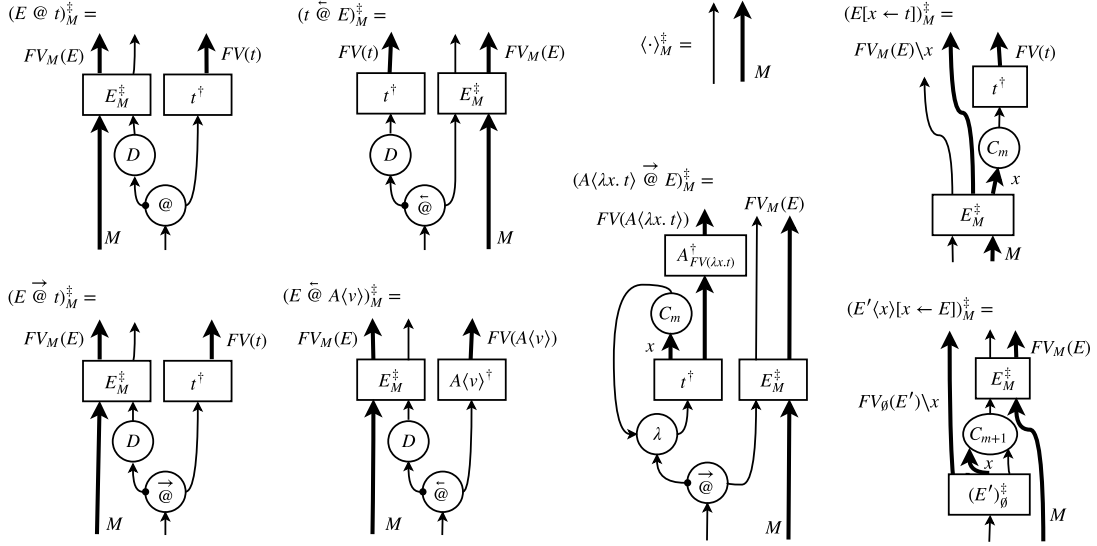 (E @ t)‡M =
FVM(E)
FV(t)
E‡M
t†
D
@
M
(t @⃖ E)‡M =
FV(t)
FVM(E)
t†
E‡M
D
@⃖
M
⟨·⟩‡M =
M
(E[x ← t])‡M =
FVM(E)\x
FV(t)
t†
Cm
x
E‡M
M
(E @⃗ t)‡M =
FVM(E)
FV(t)
E‡M
t†
D
@⃗
M
(E @⃖ A⟨v⟩)‡M =
FVM(E)
FV(A⟨v⟩)
E‡M
A⟨v⟩†
D
@⃖
M
(A⟨λx. t⟩ @⃗ E)‡M =
FV(A⟨λx. t⟩)
FVM(E)
A†FV(λx.t)
Cm
x
t†
E‡M
λ
@⃗
M
(E′⟨x⟩[x ← E])‡M =
FVM(E)
E‡M
FV∅(E′)\x
Cm+1
x
(E′)‡∅
M